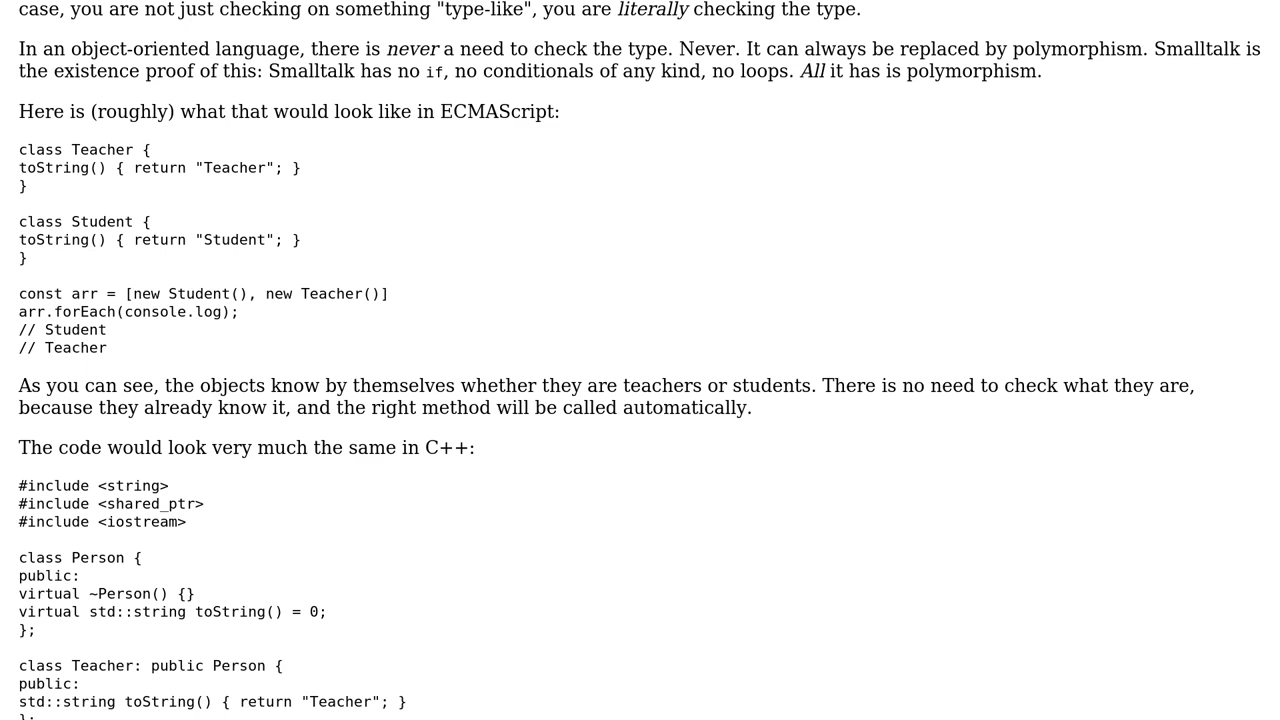 case, you are not just checking on something "type-like", you are literally checking the type.
In an object-oriented language, there is never a need to check the type. Never. It can always be replaced by polymorphism. Smalltalk is
the existence proof of this: Smalltalk has no if, no conditionals of any kind, no loops. All it has is polymorphism.
Here is (roughly) what that would look like in ECMAScript:
class Teacher {
toString() { return "Teacher"; }
}
class Student {
toString() { return "Student"; }
}
const arr = [new Student(), new Teacher()]
arr.forEach(console.log);
// Student
// Teacher
As you can see, the objects know by themselves whether they are teachers or students. There is no need to check what they are,
because they already know it, and the right method will be called automatically.
The code would look very much the same in C++:
#include <string>
#include <shared_ptr>
#include <iostream>
class Person {
public:
virtual ~Person() {}
virtual std::string toString() = 0;
};
class Teacher: public Person {
public:
std::string toString() { return "Teacher"; }
};